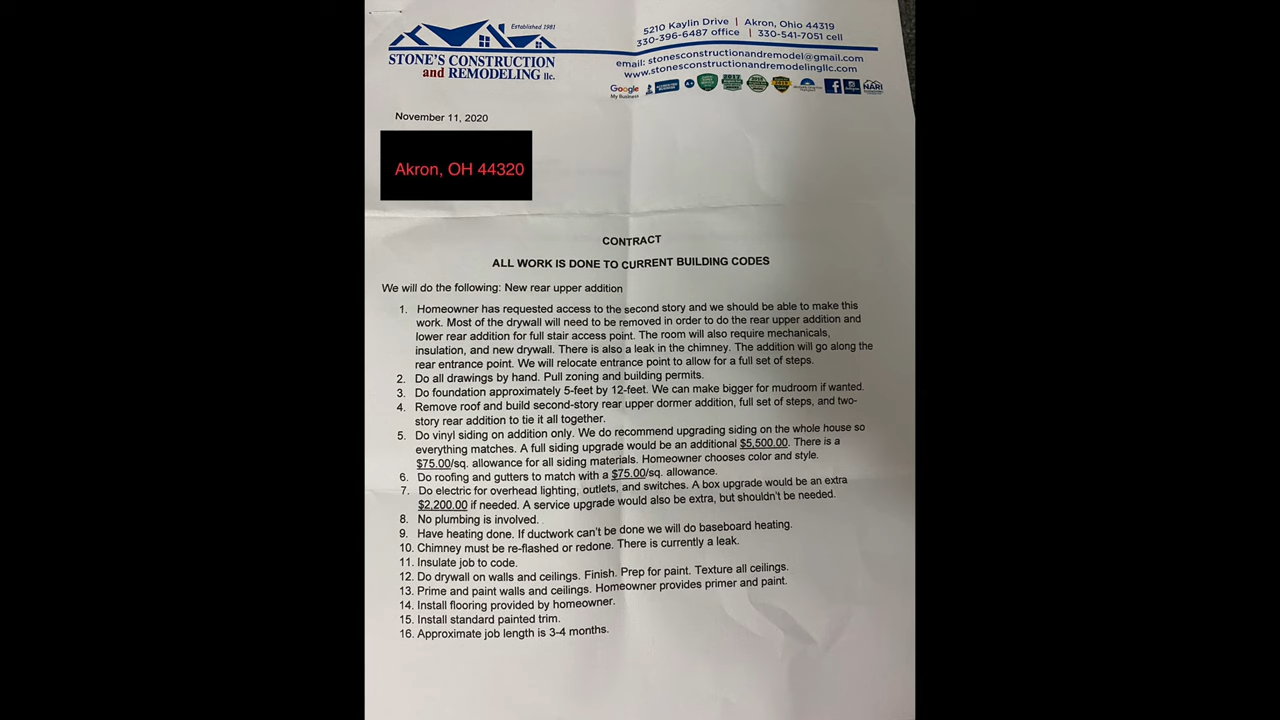 Established 1981
STONE'S CONSTRUCTION
and REMODELING llc.
5210 Kaylin Drive | Akron, Ohio 44319
330-396-6487 office | 330-541-7051 cell
email: stonesconstructionandremodel@gmail.com
www.stonesconstructionandremodelingllc.com
Google
My Business
2017
NARI
November 11, 2020
Akron, OH 44320
CONTRACT
ALL WORK IS DONE TO CURRENT BUILDING CODES
We will do the following: New rear upper addition
1. Homeowner has requested access to the second story and we should be able to make this
work. Most of the drywall will need to be removed in order to do the rear upper addition and
lower rear addition for full stair access point. The room will also require mechanicals,
insulation, and new drywall. There is also a leak in the chimney. The addition will go along the
rear entrance point. We will relocate entrance point to allow for a full set of steps.
2. Do all drawings by hand. Pull zoning and building permits.
3. Do foundation approximately 5-feet by 12-feet. We can make bigger for mudroom if wanted.
4. Remove roof and build second-story rear upper dormer addition, full set of steps, and two-
story rear addition to tie it all together.
5. Do vinyl siding on addition only. We do recommend upgrading siding on the whole house so
everything matches. A full siding upgrade would be an additional $5,500.00. There is a
$75.00/sq. allowance for all siding materials. Homeowner chooses color and style.
6. Do roofing and gutters to match with a $75.00/sq. allowance.
7. Do electric for overhead lighting, outlets, and switches. A box upgrade would be an extra
$2,200.00 if needed. A service upgrade would also be extra, but shouldn't be needed.
8. No plumbing is involved.
9. Have heating done. If ductwork can't be done we will do baseboard heating.
10. Chimney must be re-flashed or redone. There is currently a leak.
11. Insulate job to code.
12. Do drywall on walls and ceilings. Finish. Prep for paint. Texture all ceilings.
13. Prime and paint walls and ceilings. Homeowner provides primer and paint.
14. Install flooring provided by homeowner.
15. Install standard painted trim.
16. Approximate job length is 3-4 months.